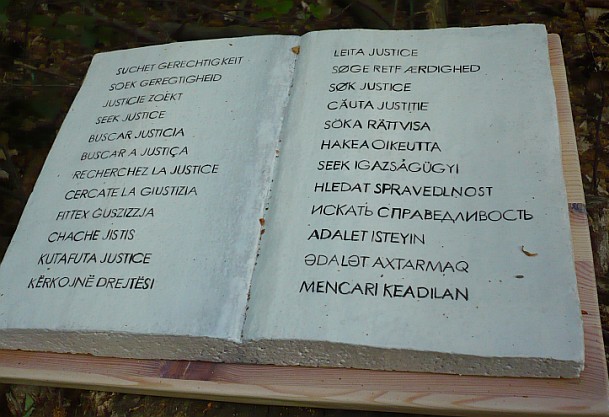 SUCHET GERECHTIGKEIT
SOEK GEREGTIGHEID
JUSTICIE ZOËKT
SEEK JUSTICE
BUSCAR JUSTICIA
BUSCAR A JUSTIÇA
RECHERCHEZ LA JUSTICE
CERCATE LA GIUSTIZIA
FITTEX ĠUSZIZZJA
CHACHE JISTIS
KUTAFUTA JUSTICE
KËRKOJNË DREJTËSI
LEITA JUSTICE
SØGE RETFÆRDIGHED
SØK JUSTICE
CĂUTA JUSTIȚIE
SÖKA RÄTTVISA
HAKEA OIKEUTTA
SEEK IGAZSÁGÜGYI
HLEDAT SPRAVEDLNOST
ИСКАТЬ СПРАВЕДЛИВОСТЬ
ADALET ISTEYIN
ƏDALƏT AXTARMAQ
MENCARI KEADILAN